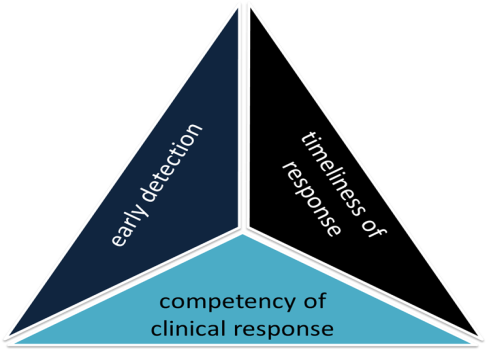 early detection
timeliness of
response
competency of
clinical response